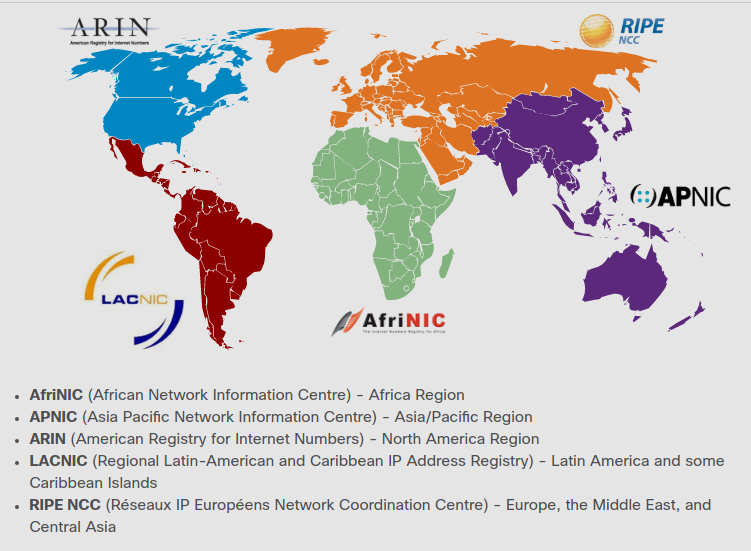 ARIN
American Registry for Internet Numbers
RIPE
NCC
APNIC
LACNIC
AfriNIC
The Internet Numbers Registry for Africa
• AfriNIC (African Network Information Centre) - Africa Region
• APNIC (Asia Pacific Network Information Centre) - Asia/Pacific Region
• ARIN (American Registry for Internet Numbers) - North America Region
• LACNIC (Regional Latin-American and Caribbean IP Address Registry) - Latin America and some
Caribbean Islands
• RIPE NCC (Réseaux IP Européens Network Coordination Centre) - Europe, the Middle East, and
Central Asia